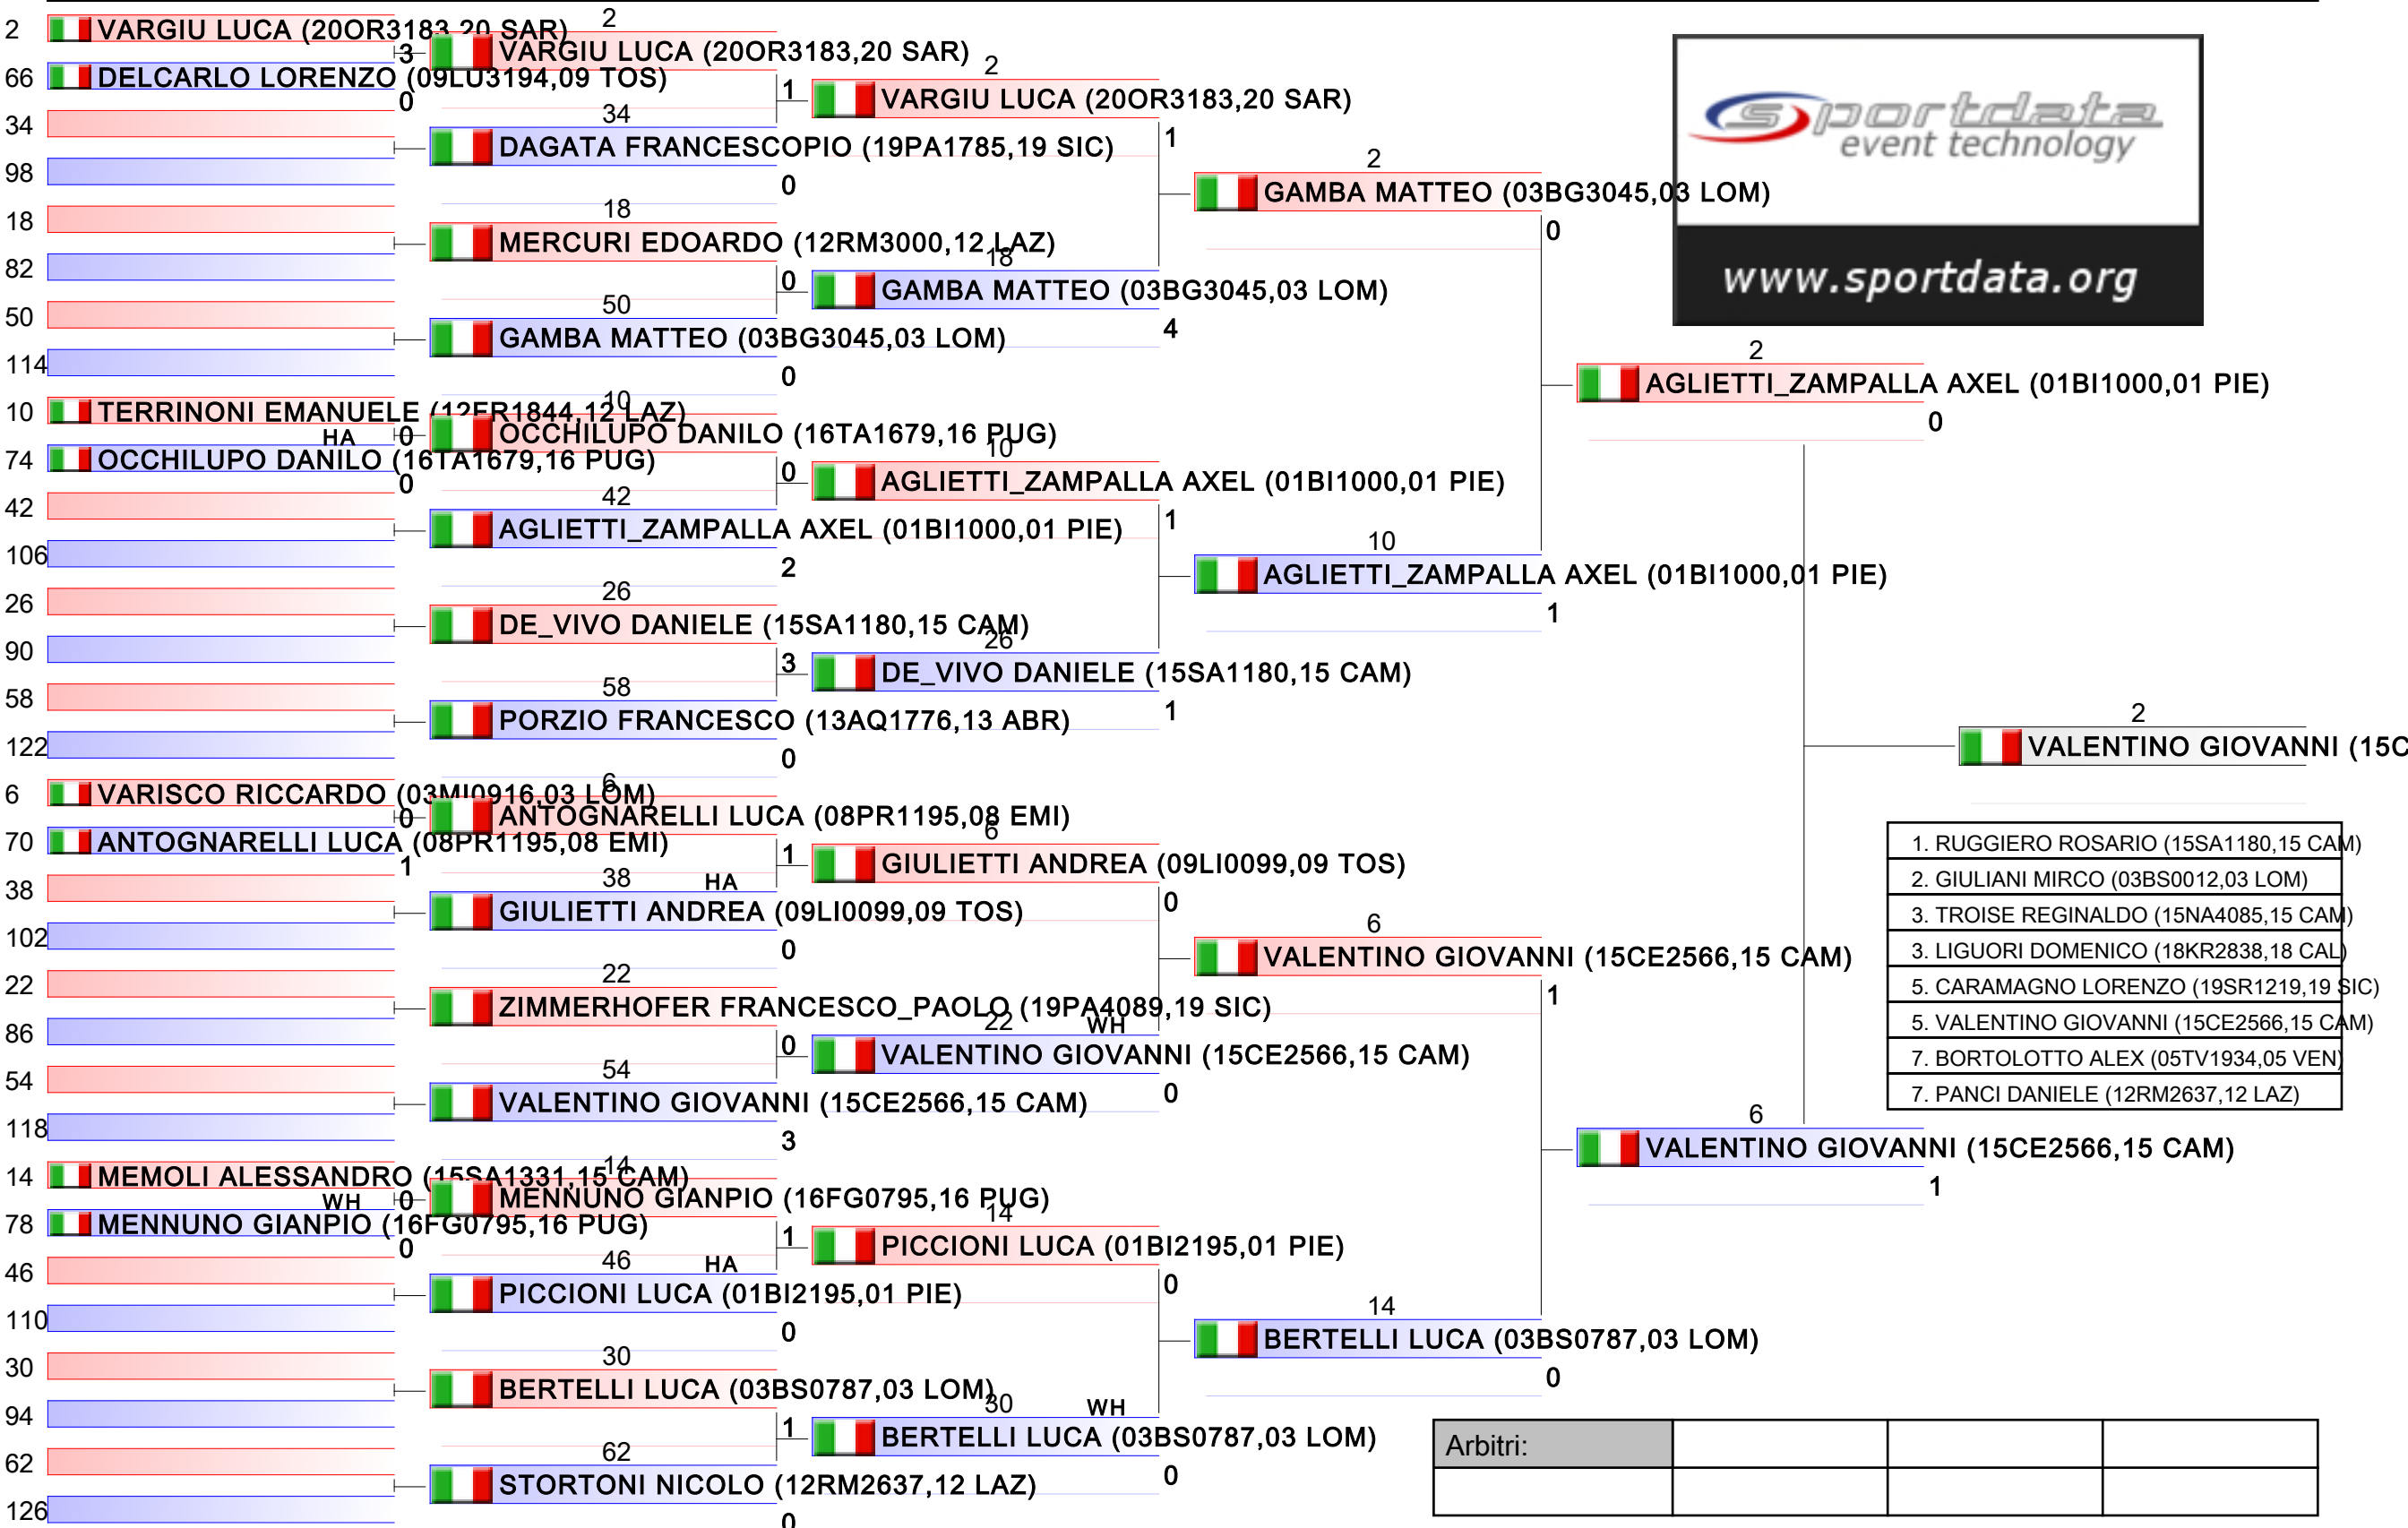 2 VARGIU LUCA (20OR3183,20 SAR)
3
66 DELCARLO LORENZO (09LU3194,09 TOS)
0
34
98
18
82
50
114
10 TERRINONI EMANUELE (12FR1844,12 LAZ)
HA 0
74 OCCHILUPO DANILO (16TA1679,16 PUG)
0
42
106
26
90
58
122
6 VARISCO RICCARDO (03MI0916,03 LOM)
0
70 ANTOGNARELLI LUCA (08PR1195,08 EMI)
1
38
102
22
86
54
118
14 MEMOLI ALESSANDRO (15SA1331,15 CAM)
WH 0
78 MENNUNO GIANPIO (16FG0795,16 PUG)
0
46
110
30
94
62
126
2
VARGIU LUCA (20OR3183,20 SAR)
1
34
DAGATA FRANCESCOPIO (19PA1785,19 SIC)
0
18
MERCURI EDOARDO (12RM3000,12 LAZ)
0
50
GAMBA MATTEO (03BG3045,03 LOM)
0
10
OCCHILUPO DANILO (16TA1679,16 PUG)
0
42
AGLIETTI_ZAMPALLA AXEL (01BI1000,01 PIE)
2
26
DE_VIVO DANIELE (15SA1180,15 CAM)
3
58
PORZIO FRANCESCO (13AQ1776,13 ABR)
0
6
ANTOGNARELLI LUCA (08PR1195,08 EMI)
1
38 HA
GIULIETTI ANDREA (09LI0099,09 TOS)
0
22
ZIMMERHOFER FRANCESCO_PAOLO (19PA4089,19 SIC)
0
54
VALENTINO GIOVANNI (15CE2566,15 CAM)
3
14
MENNUNO GIANPIO (16FG0795,16 PUG)
1
46 HA
PICCIONI LUCA (01BI2195,01 PIE)
0
30
BERTELLI LUCA (03BS0787,03 LOM)
1
62
STORTONI NICOLO (12RM2637,12 LAZ)
0
2
VARGIU LUCA (20OR3183,20 SAR)
1
18
GAMBA MATTEO (03BG3045,03 LOM)
4
10
AGLIETTI_ZAMPALLA AXEL (01BI1000,01 PIE)
1
26
DE_VIVO DANIELE (15SA1180,15 CAM)
1
6
GIULIETTI ANDREA (09LI0099,09 TOS)
0
22 WH
VALENTINO GIOVANNI (15CE2566,15 CAM)
0
14
PICCIONI LUCA (01BI2195,01 PIE)
0
30 WH
BERTELLI LUCA (03BS0787,03 LOM)
0
2
GAMBA MATTEO (03BG3045,03 LOM)
0
10
AGLIETTI_ZAMPALLA AXEL (01BI1000,01 PIE)
1
6
VALENTINO GIOVANNI (15CE2566,15 CAM)
1
14
BERTELLI LUCA (03BS0787,03 LOM)
0
sportdata
event technology
www.sportdata.org
2
AGLIETTI_ZAMPALLA AXEL (01BI1000,01 PIE)
0
6
VALENTINO GIOVANNI (15CE2566,15 CAM)
1
2
VALENTINO GIOVANNI (15C
1. RUGGIERO ROSARIO (15SA1180,15 CAM)
2. GIULIANI MIRCO (03BS0012,03 LOM)
3. TROISE REGINALDO (15NA4085,15 CAM)
3. LIGUORI DOMENICO (18KR2838,18 CAL)
5. CARAMAGNO LORENZO (19SR1219,19 SIC)
5. VALENTINO GIOVANNI (15CE2566,15 CAM)
7. BORTOLOTTO ALEX (05TV1934,05 VEN)
7. PANCI DANIELE (12RM2637,12 LAZ)
Arbitri: